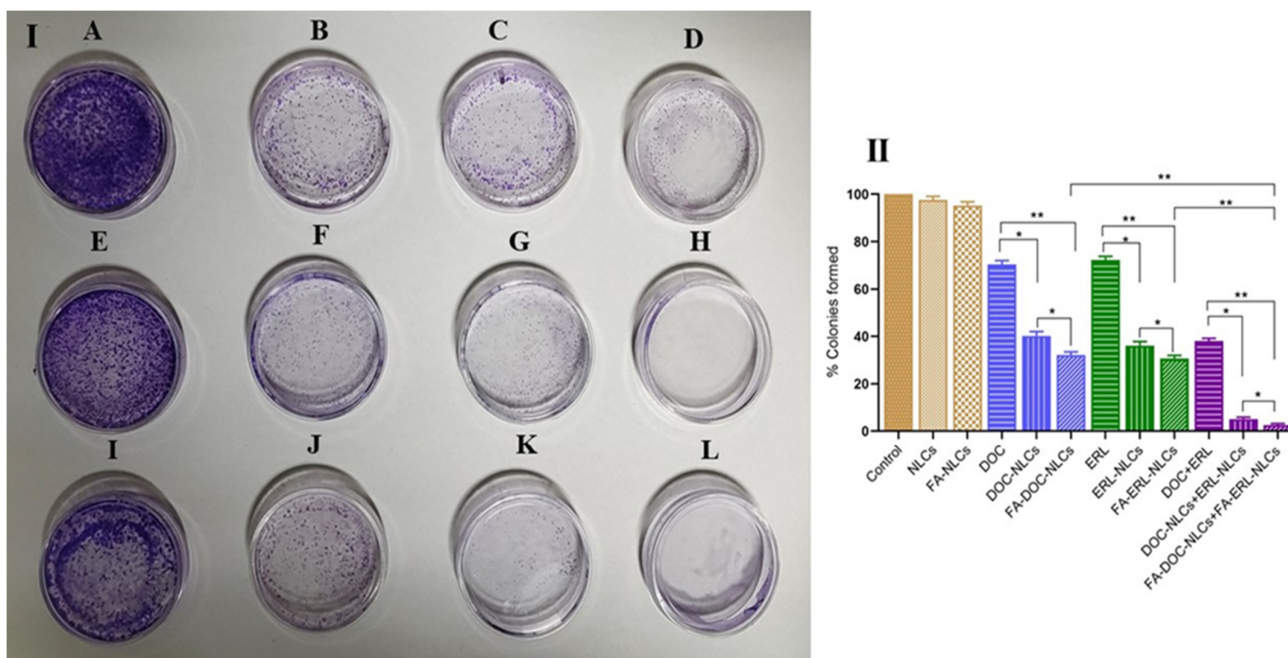 I A B C D
E F G H
I J K L
II
% Colonies formed
100
80
60
40
20
0
** ** ** * ** * * * ** * *
Control
NLCs
FA-NLCs
DOC
DOC-NLCs
FA-DOC-NLCs
ERL
ERL-NLCs
FA-ERL-NLCs
DOC+ERL
DOC-NLCs+ERL-NLCs
FA-DOC-NLCs+FA-ERL-NLCs